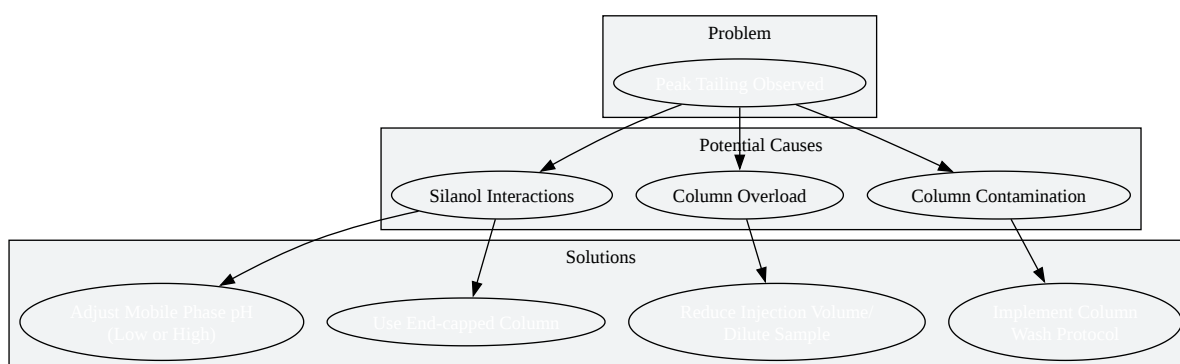 Problem
Peak Tailing Observed
Potential Causes
Silanol Interactions
Column Overload
Column Contamination
Solutions
Adjust Mobile Phase pH
(Low or High)
Use End-capped Column
Reduce Injection Volume/
Dilute Sample
Implement Column
Wash Protocol